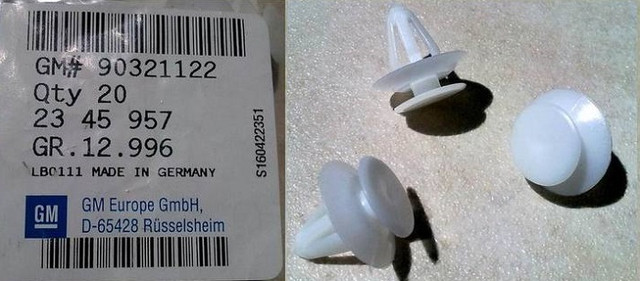 GM# 90321122
Qty 20
23 45 957
GR.12.996
LB0111 MADE IN GERMANY
S160422351
GM
GM Europe GmbH,
D-65428 Rüsselsheim